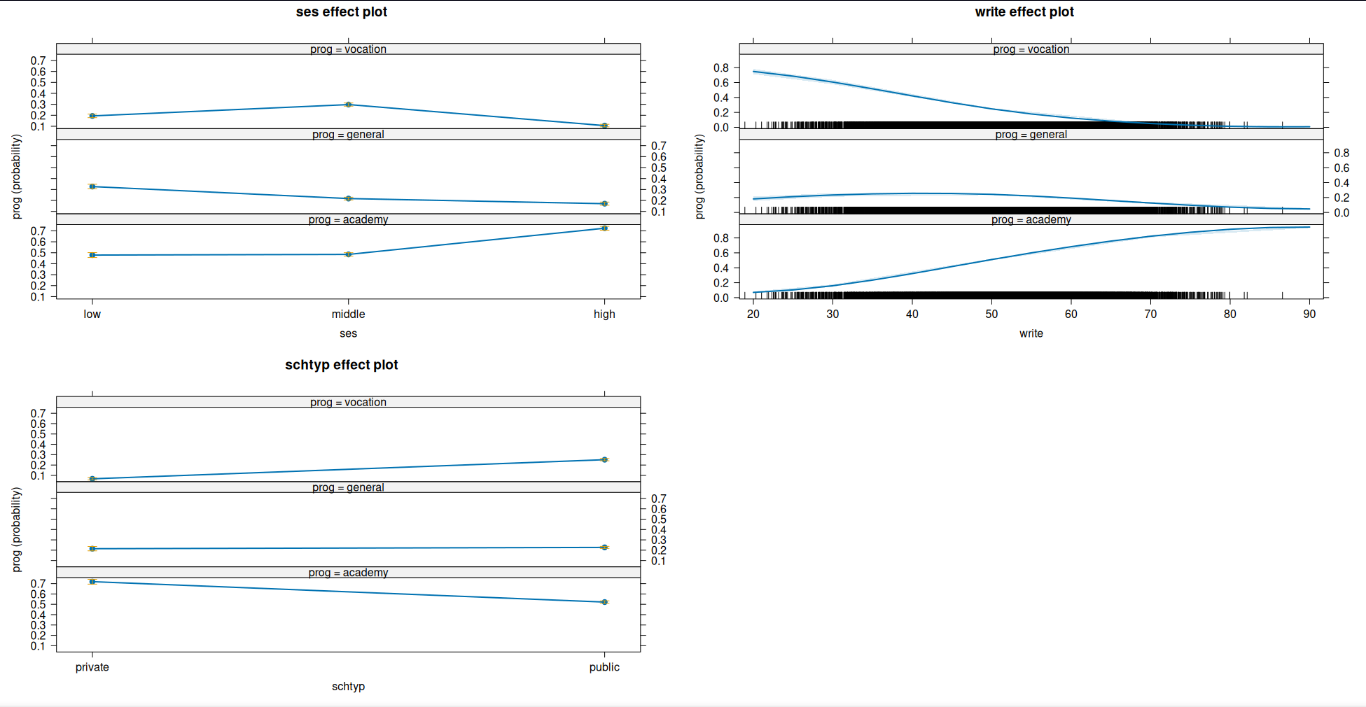 ses effect plot
prog = vocation
0.7
0.6
0.5
0.4
0.3
0.2
0.1
prog = general
0.7
0.6
0.5
0.4
0.3
0.2
0.1
prog = academy
0.7
0.6
0.5
0.4
0.3
0.2
0.1
prog (probability)
low middle high
ses
write effect plot
prog = vocation
0.8
0.6
0.4
0.2
0.0
prog = general
0.8
0.6
0.4
0.2
0.0
prog = academy
0.8
0.6
0.4
0.2
0.0
prog (probability)
20 30 40 50 60 70 80 90
write
schtyp effect plot
prog = vocation
0.7
0.6
0.5
0.4
0.3
0.2
0.1
prog = general
0.7
0.6
0.5
0.4
0.3
0.2
0.1
prog = academy
0.7
0.6
0.5
0.4
0.3
0.2
0.1
prog (probability)
private public
schtyp